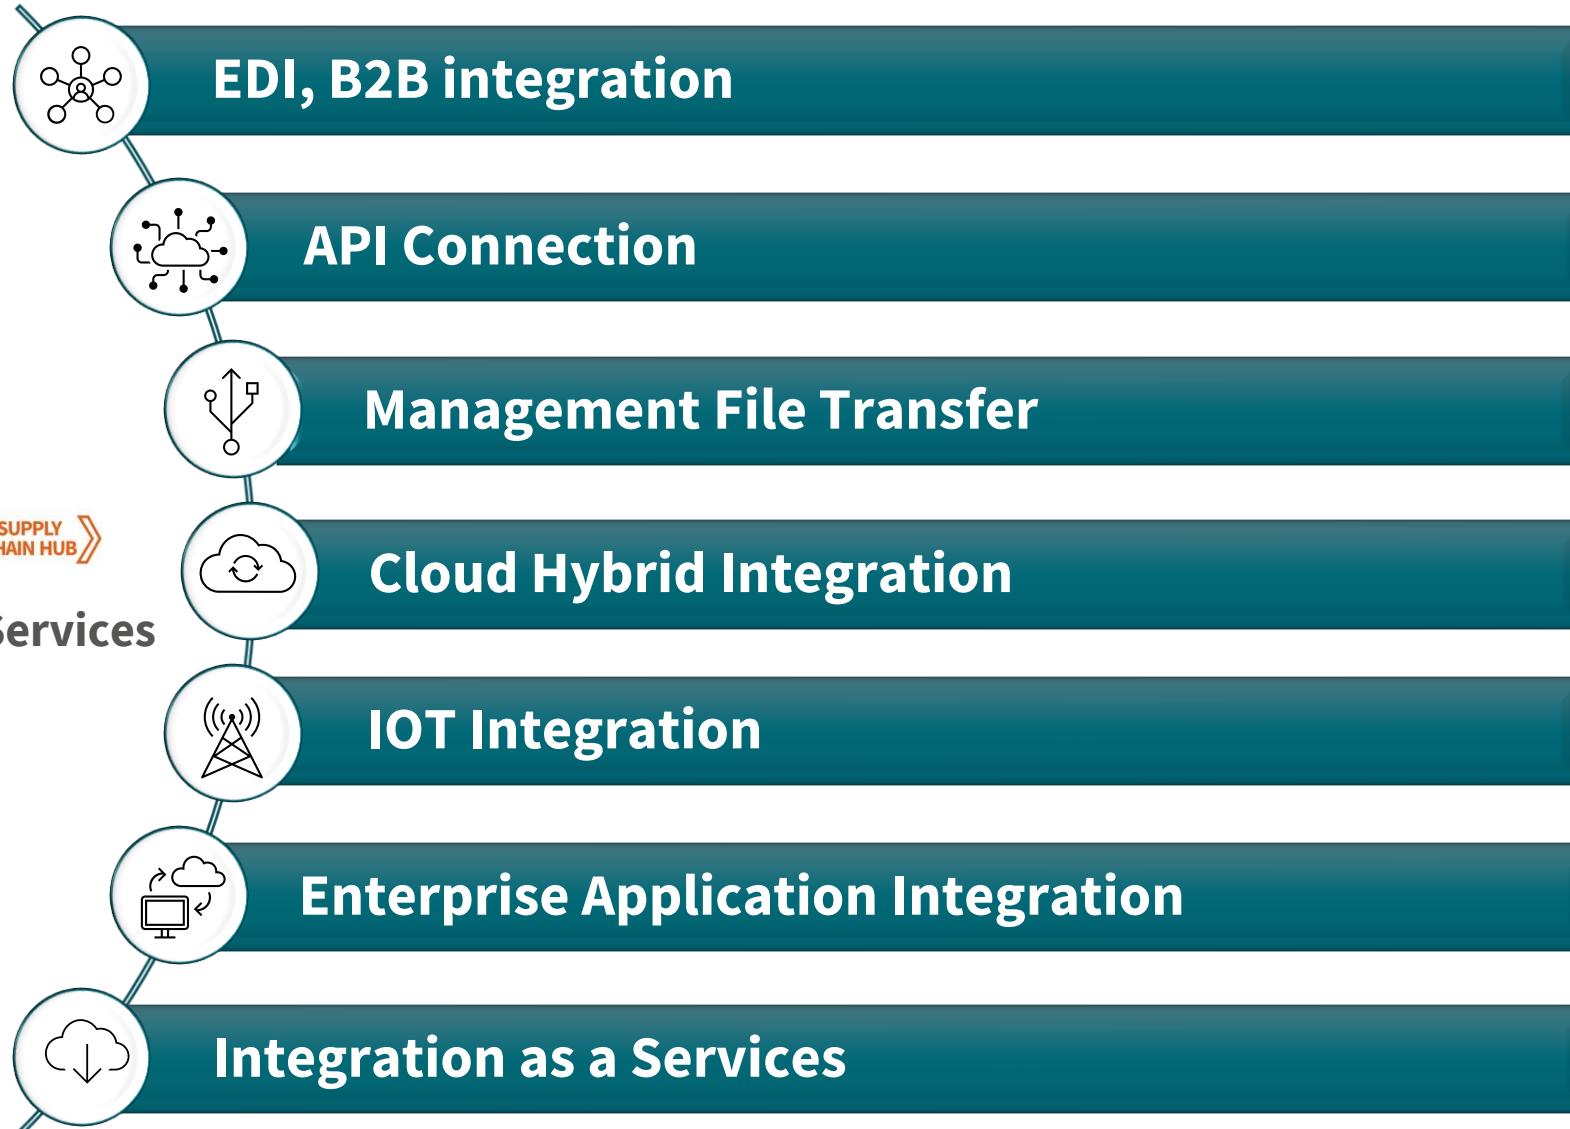 EDI, B2B integration
API Connection
Management File Transfer
SUPPLY
HAIN HUB
Cloud Hybrid Integration
Services
IOT Integration
Enterprise Application Integration
Integration as a Services